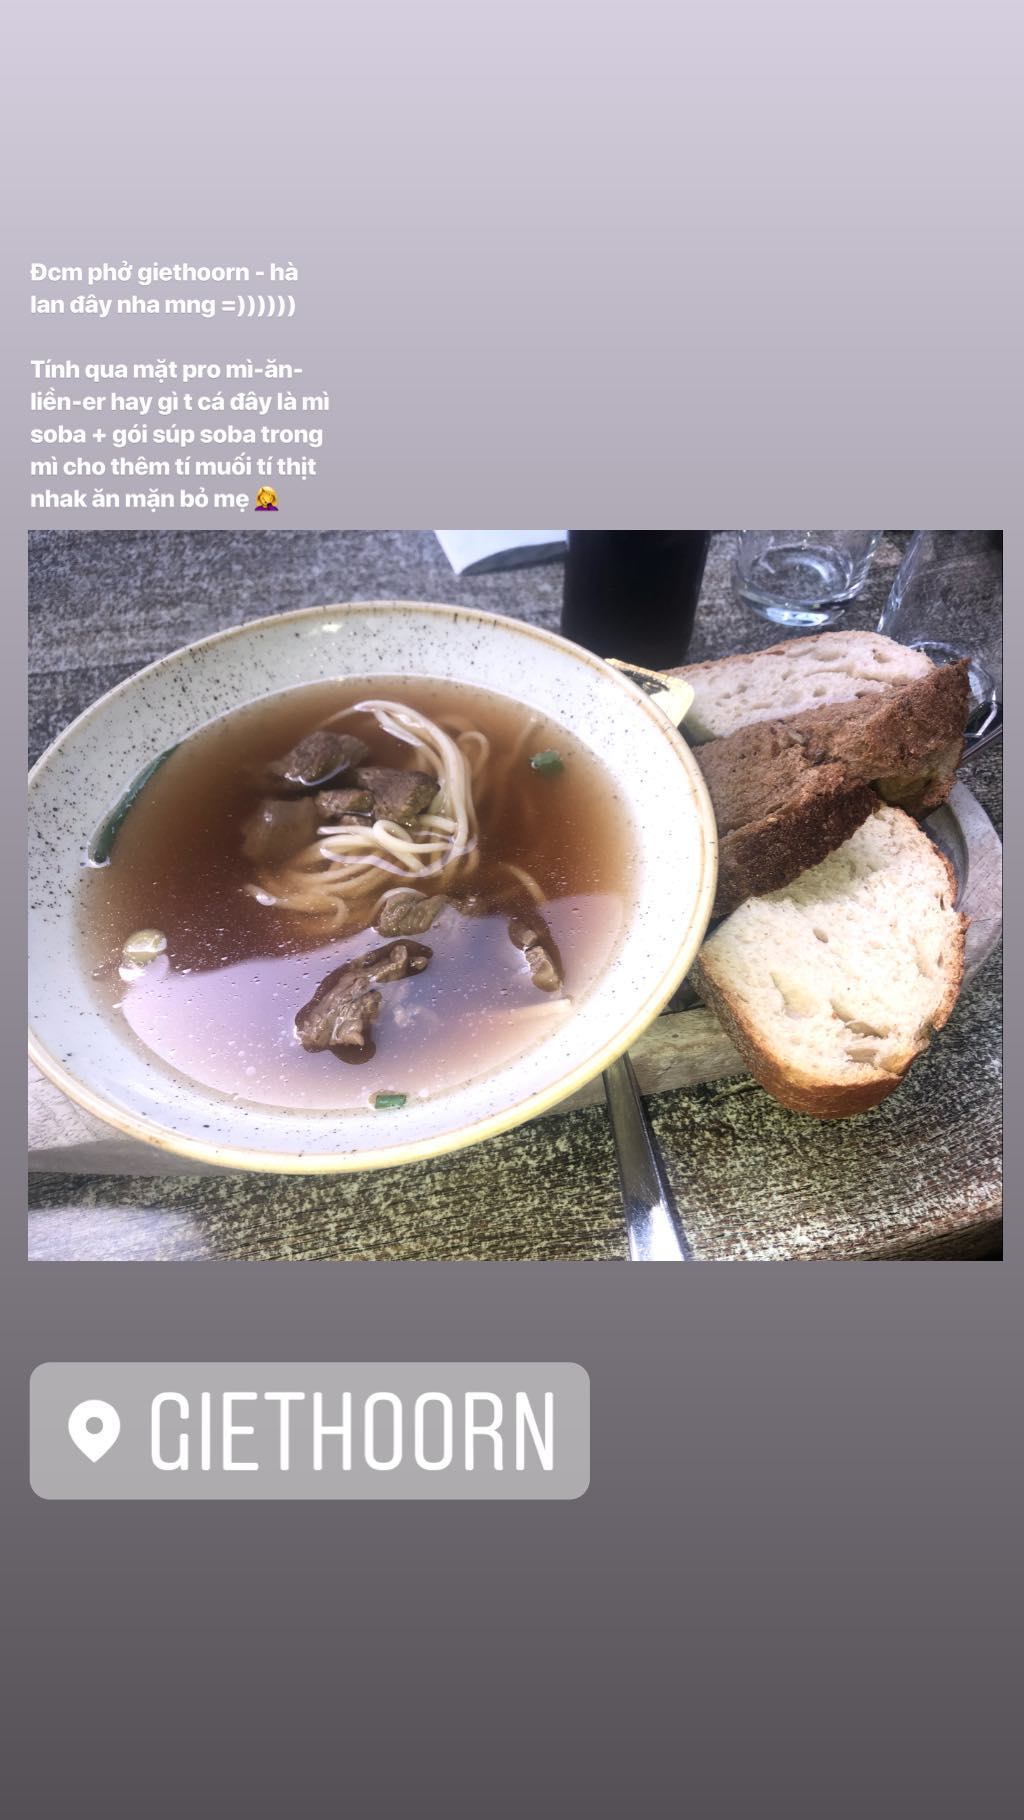 Đcm phở giethoorn - hà
lan đây nha mng =))))))
Tính qua mặt pro mì-ăn-
liền-er hay gì t cá đây là mì
soba + gói súp soba trong
mì cho thêm tí muối tí thịt
nhak ăn mặn bỏ mẹ 🤦‍♀️
GIETHOORN